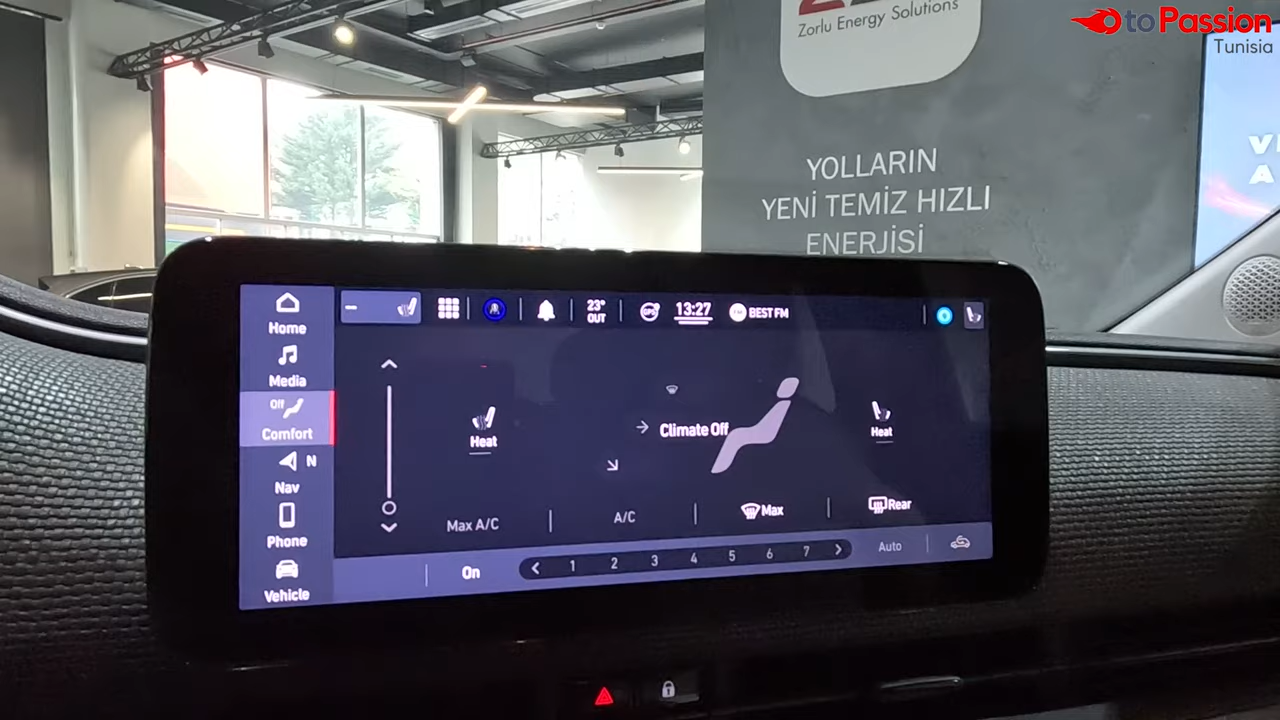 Zorlu Energy Solutions
toPassion
Tunisia
YOLLARIN
YENİ TEMİZ HIZLI
ENERJİSİ
Home
Media
Off
Comfort
N
Nav
Phone
Vehicle
23°
OUT
13:27
BEST FM
Heat
Climate Off
Heat
Max A/C
A/C
Max
Rear
On
1 2 3 4 5 6 7
Auto